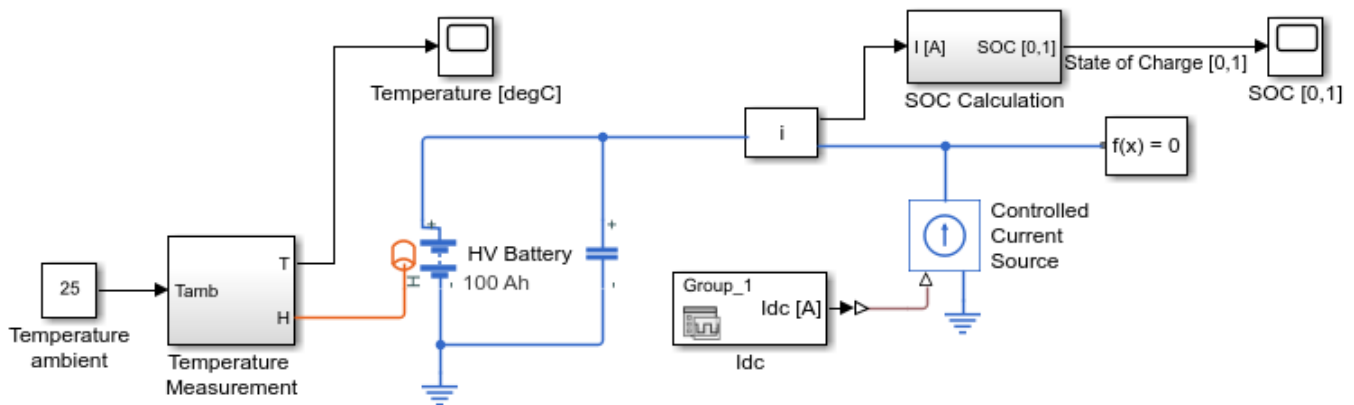 Temperature [degC]
I [A]
SOC [0,1]
State of Charge [0,1]
SOC Calculation
SOC [0,1]
i
f(x) = 0
+
+
HV Battery
100 Ah
H
-
-
Controlled
Current
Source
25
Temperature
ambient
Tamb
T
H
Temperature
Measurement
Group_1
Idc [A]
Idc